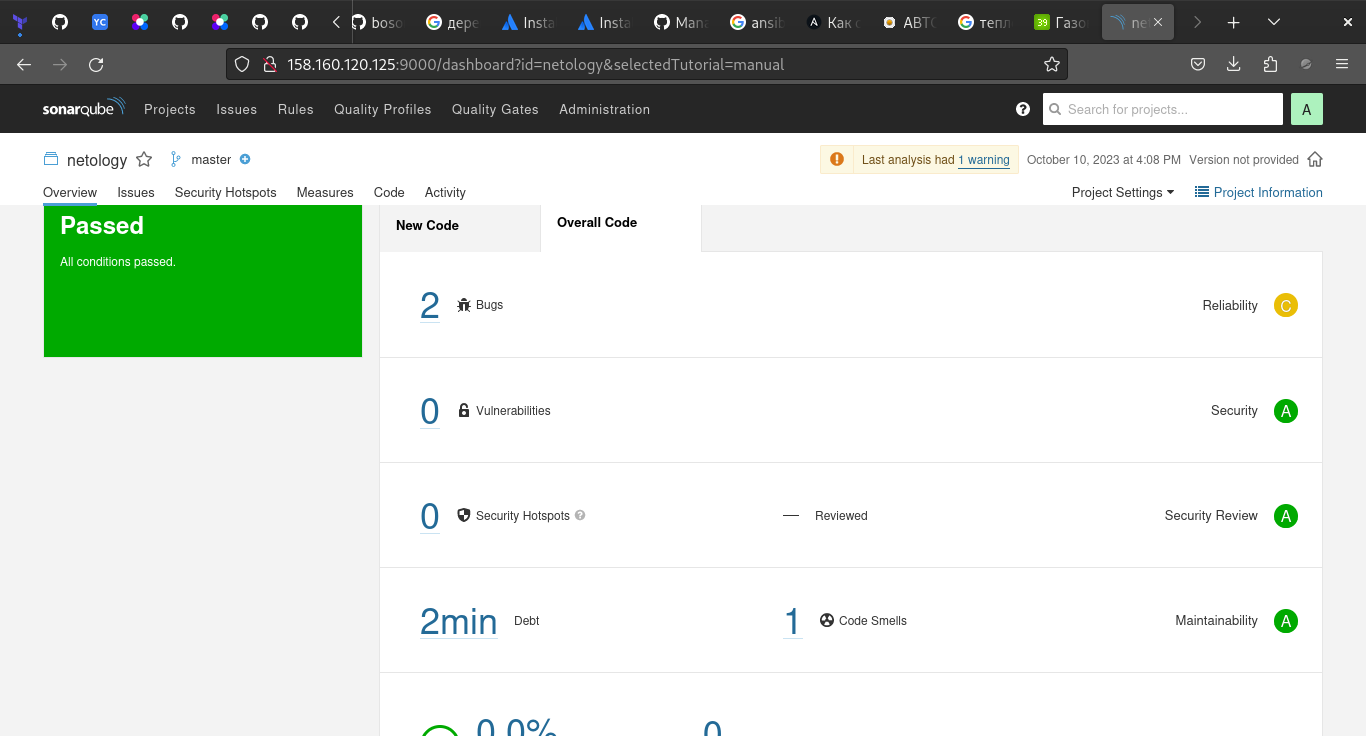 YC
boso
дере
Insta
Insta
Mana
ansib
A Как с
АВТО
тепл
39 Газо
ne
158.160.120.125:9000/dashboard?id=netology&selectedTutorial=manual
sonarqube Projects Issues Rules Quality Profiles Quality Gates Administration Search for projects... A
netology master Last analysis had 1 warning October 10, 2023 at 4:08 PM Version not provided
Overview Issues Security Hotspots Measures Code Activity Project Settings Project Information
Passed
All conditions passed.
New Code Overall Code
2 Bugs Reliability C
0 Vulnerabilities Security A
0 Security Hotspots ? — Reviewed Security Review A
2min Debt 1 Code Smells Maintainability A
0.0% 0